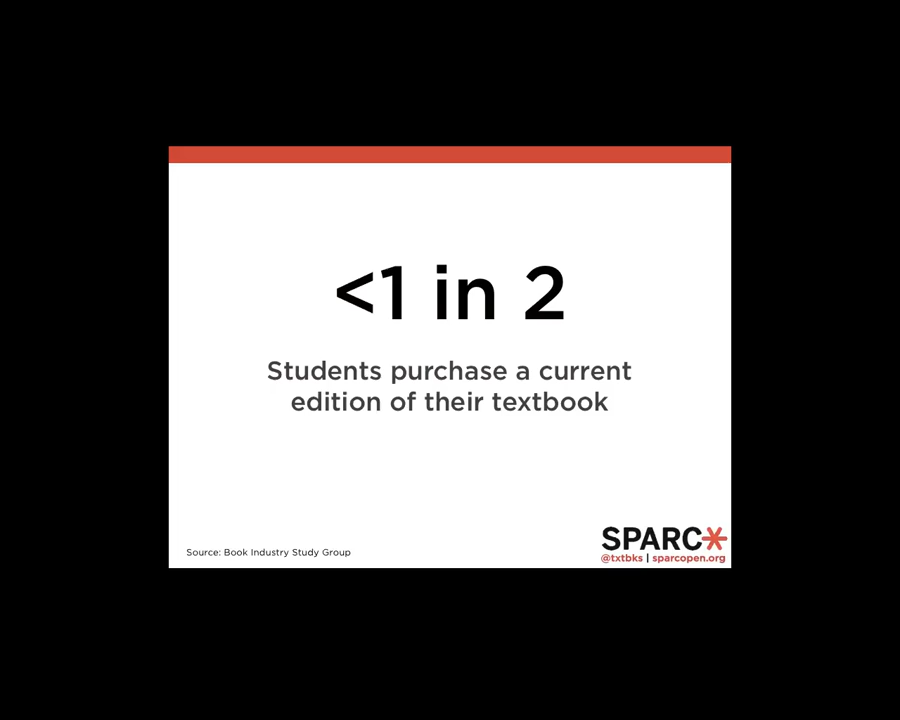 <1 in 2
Students purchase a current
edition of their textbook
Source: Book Industry Study Group
SPARC*
@txtbks | sparcopen.org